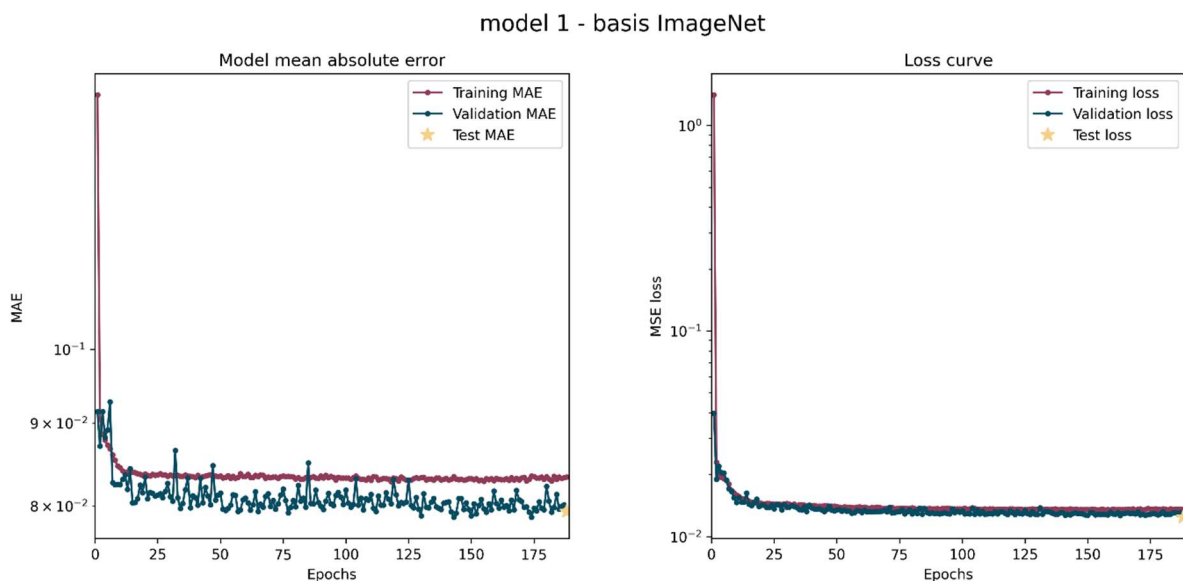 model 1 - basis ImageNet
Model mean absolute error
MAE
10⁻¹
9 × 10⁻²
8 × 10⁻²
Training MAE
Validation MAE
Test MAE
0 25 50 75 100 125 150 175
Epochs
Loss curve
MSE loss
10⁰
10⁻¹
10⁻²
Training loss
Validation loss
Test loss
0 25 50 75 100 125 150 175
Epochs